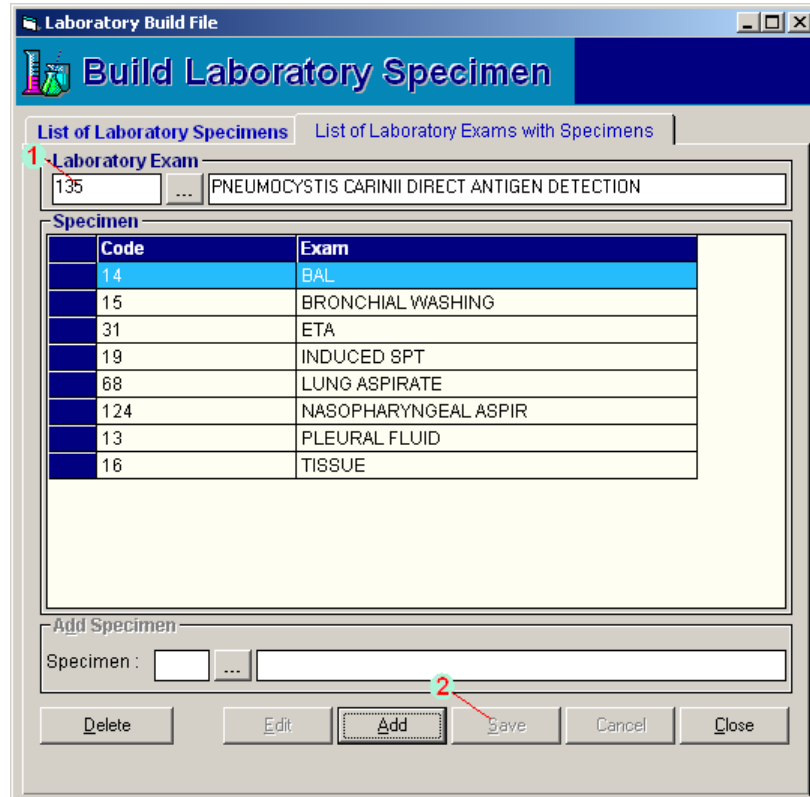 Laboratory Build File
Build Laboratory Specimen
List of Laboratory Specimens List of Laboratory Exams with Specimens
1
Laboratory Exam
135 ... PNEUMOCYSTIS CARINII DIRECT ANTIGEN DETECTION
Specimen
Code Exam
14 BAL
15 BRONCHIAL WASHING
31 ETA
19 INDUCED SPT
68 LUNG ASPIRATE
124 NASOPHARYNGEAL ASPIR
13 PLEURAL FLUID
16 TISSUE
Add Specimen
Specimen : ...
2
Delete Edit Add Save Cancel Close